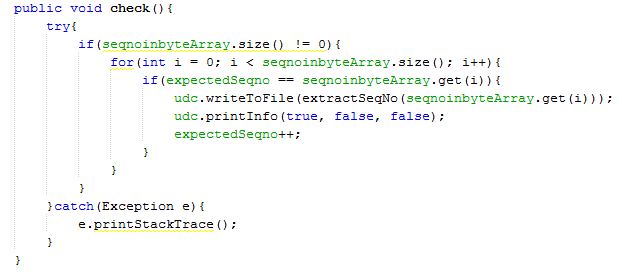 public void check(){
try{
if(seqnoinbyteArray.size() != 0){
for(int i = 0; i < seqnoinbyteArray.size(); i++){
if(expectedSeqno == seqnoinbyteArray.get(i)){
udc.writeToFile(extractSeqNo(seqnoinbyteArray.get(i)));
udc.printInfo(true, false, false);
expectedSeqno++;
}
}
}
}catch(Exception e){
e.printStackTrace();
}
}